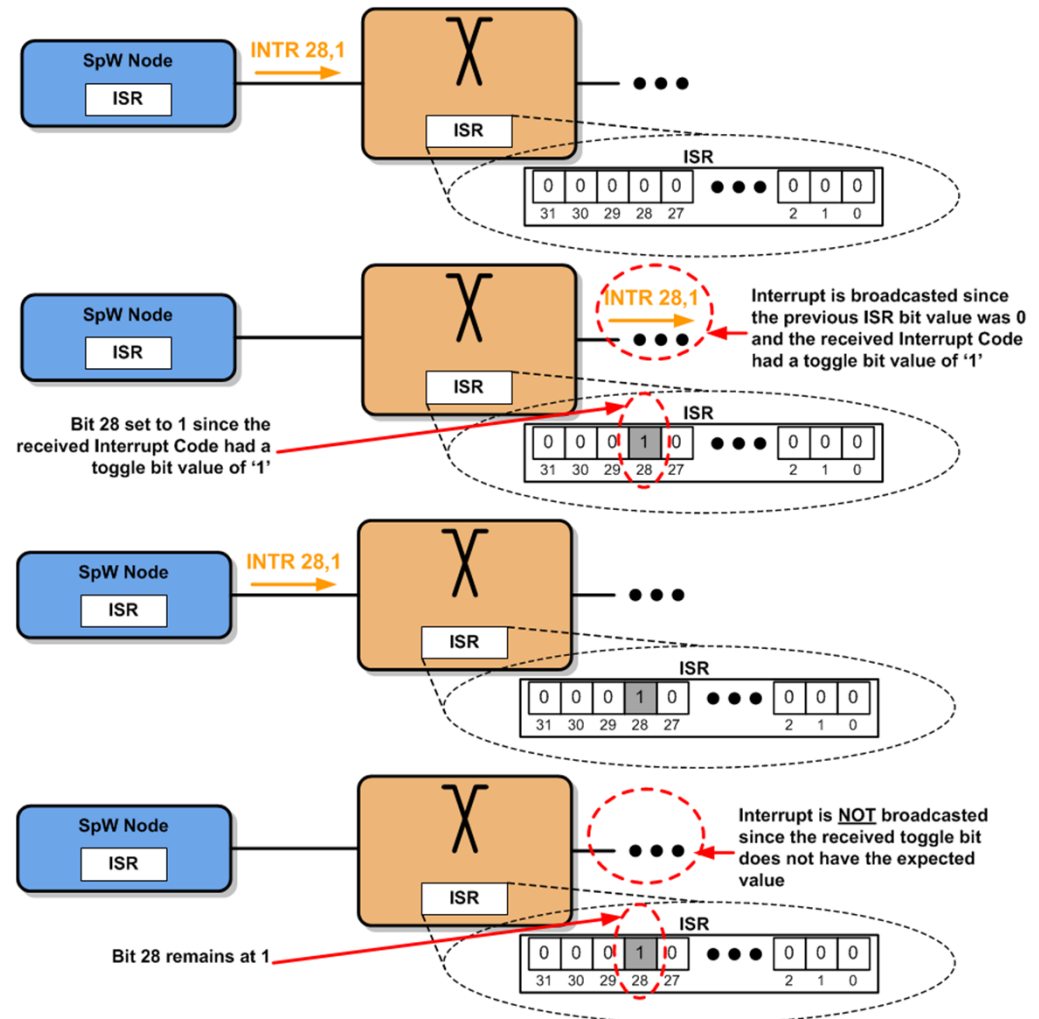 SpW Node
ISR
INTR 28,1
ISR
ISR
0 0 0 0 0 0 0 0
31 30 29 28 27 2 1 0
SpW Node
ISR
INTR 28,1
Interrupt is broadcasted since
the previous ISR bit value was 0
and the received Interrupt Code
had a toggle bit value of ‘1’
ISR
Bit 28 set to 1 since the
received Interrupt Code had a
toggle bit value of ‘1’
ISR
0 0 0 1 0 0 0 0
31 30 29 28 27 2 1 0
SpW Node
ISR
INTR 28,1
ISR
ISR
0 0 0 1 0 0 0 0
31 30 29 28 27 2 1 0
SpW Node
ISR
Interrupt is NOT broadcasted
since the received toggle bit
does not have the expected
value
ISR
Bit 28 remains at 1
ISR
0 0 0 1 0 0 0 0
31 30 29 28 27 2 1 0